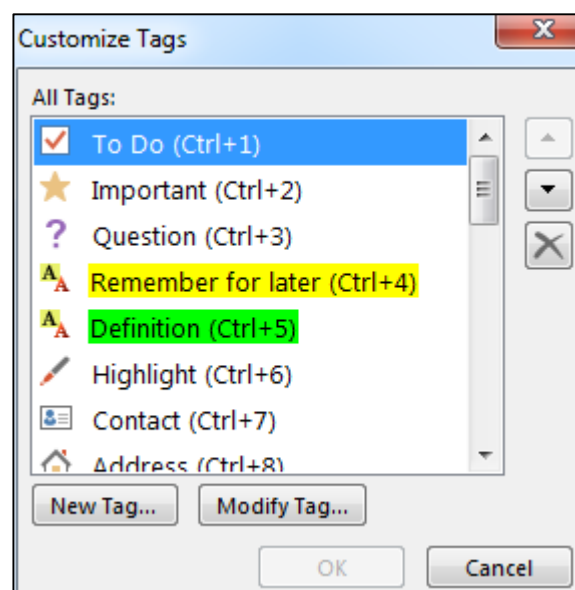 Customize Tags
All Tags:
To Do (Ctrl+1)
Important (Ctrl+2)
Question (Ctrl+3)
Remember for later (Ctrl+4)
Definition (Ctrl+5)
Highlight (Ctrl+6)
Contact (Ctrl+7)
Address (Ctrl+8)
New Tag... Modify Tag...
OK Cancel